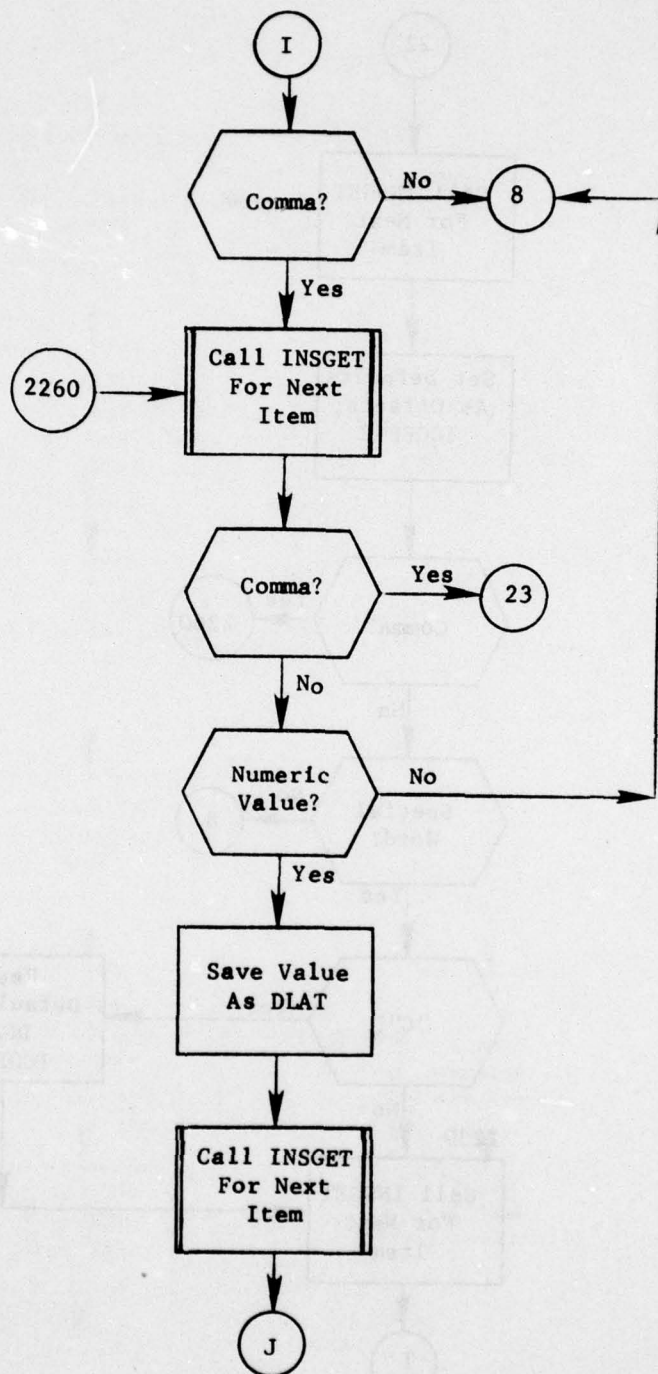 I
Comma?
No
8
Yes
2260
Call INSGET
For Next
Item
Comma?
Yes
23
No
Numeric
Value?
No
Yes
Save Value
As DLAT
Call INSGET
For Next
Item
J